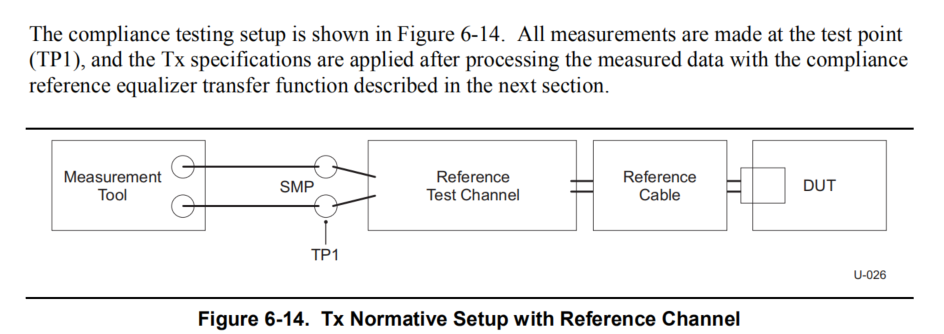 The compliance testing setup is shown in Figure 6-14.  All measurements are made at the test point
(TP1), and the Tx specifications are applied after processing the measured data with the compliance
reference equalizer transfer function described in the next section.
Measurement
Tool
SMP
TP1
Reference
Test Channel
Reference
Cable
DUT
U-026
Figure 6-14.  Tx Normative Setup with Reference Channel